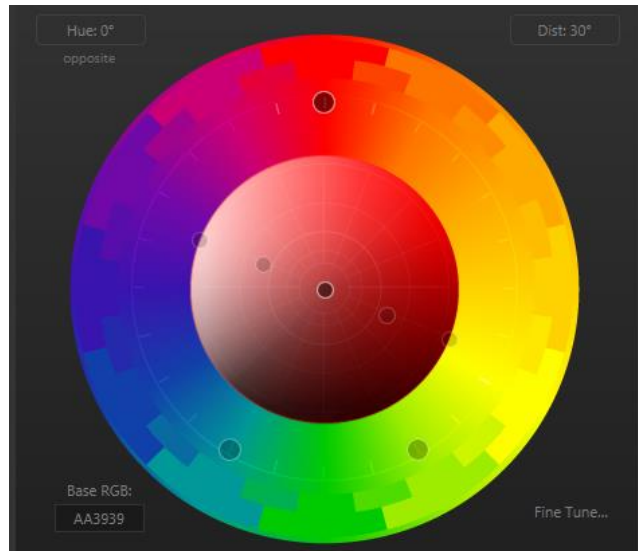 Hue: 0°
Dist: 30°
opposite
Base RGB:
AA3939
Fine Tune...